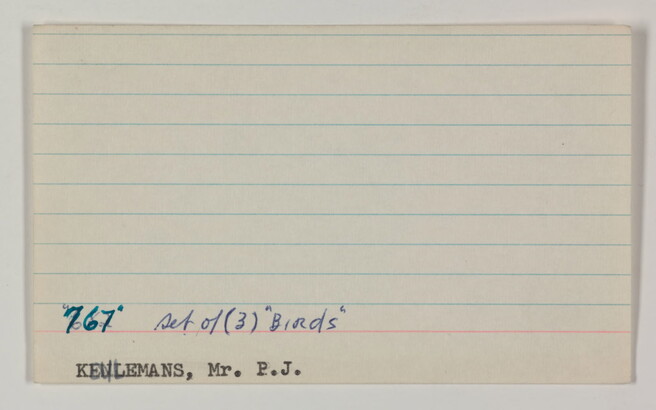 "767" set of (3) "Birds"
KEULEMANS, Mr. P.J.